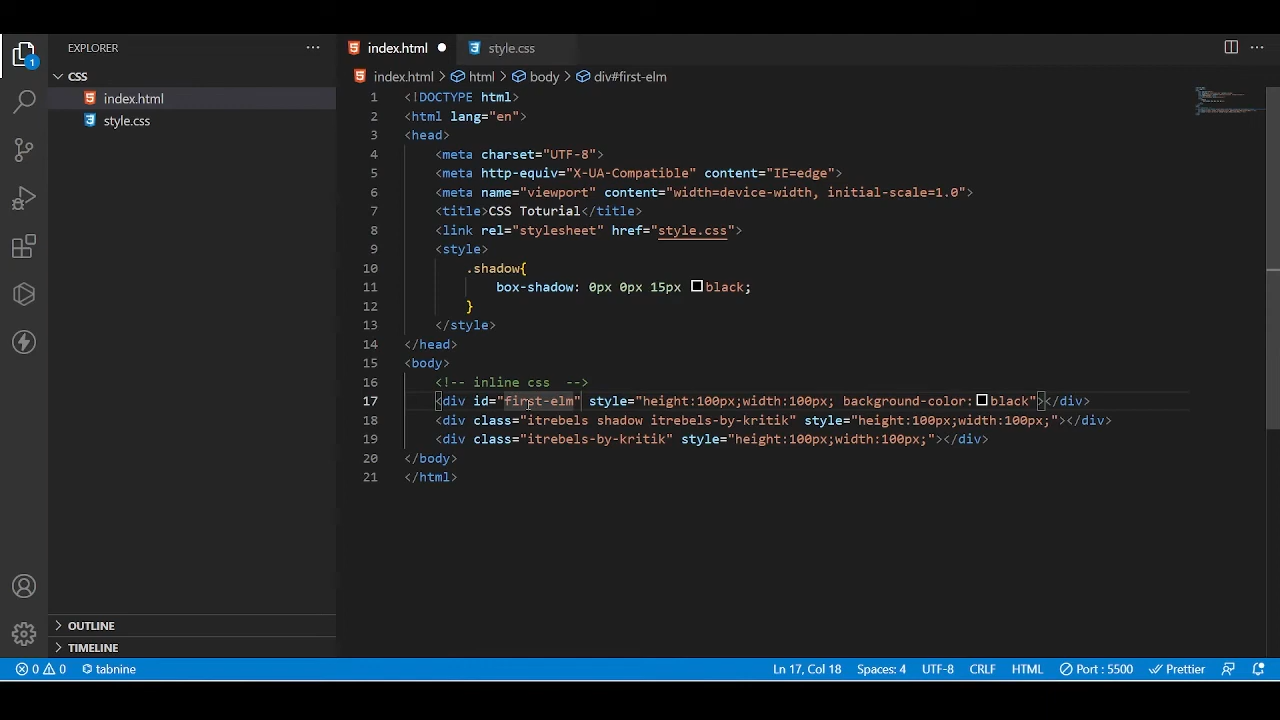 EXPLORER
index.html
style.css
1
CSS
index.html > html > body > div#first-elm
index.html
style.css
1 <!DOCTYPE html>
2 <html lang="en">
3 <head>
4 <meta charset="UTF-8">
5 <meta http-equiv="X-UA-Compatible" content="IE=edge">
6 <meta name="viewport" content="width=device-width, initial-scale=1.0">
7 <title>CSS Toturial</title>
8 <link rel="stylesheet" href="style.css">
9 <style>
10 .shadow{
11 box-shadow: 0px 0px 15px black;
12 }
13 </style>
14 </head>
15 <body>
16 <!-- inline css  -->
17 <div id="first-elm" style="height:100px;width:100px; background-color:black"></div>
18 <div class="itrebels shadow itrebels-by-kritik" style="height:100px;width:100px;"></div>
19 <div class="itrebels-by-kritik" style="height:100px;width:100px;"></div>
20 </body>
21 </html>
OUTLINE
TIMELINE
0 0 tabnine Ln 17, Col 18 Spaces: 4 UTF-8 CRLF HTML Port : 5500 Prettier